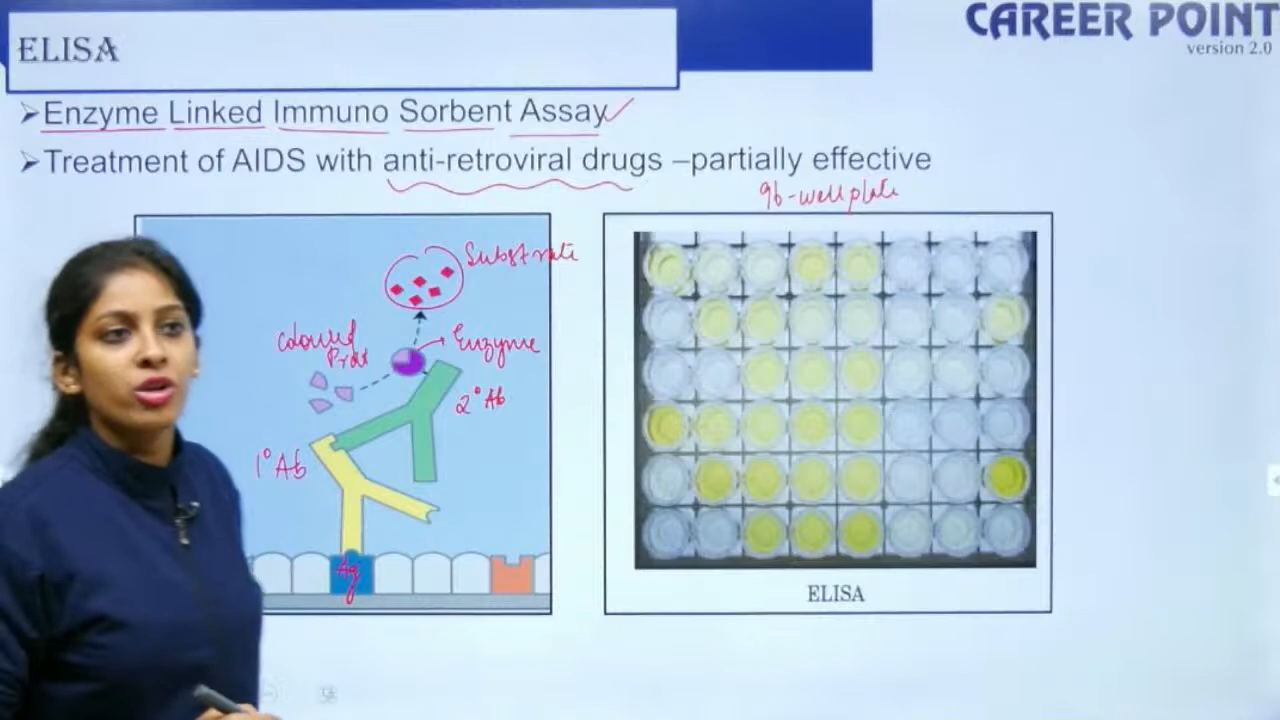 ELISA
CAREER POINT
version 2.0
➢Enzyme Linked Immuno Sorbent Assay✓
➢Treatment of AIDS with anti-retroviral drugs –partially effective
96-well plate
Substrate
Enzyme
Coloured
Prdt
2° Ab
1° Ab
Ag
ELISA